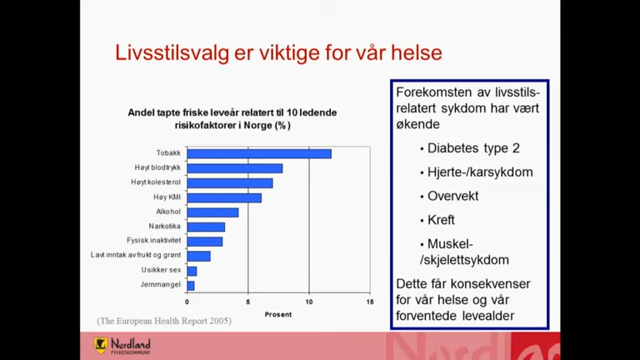 Livsstilsvalg er viktige for vår helse
Andel tapte friske leveår relatert til 10 ledende
risikofaktorer i Norge (%)
Tobakk
Høyt blodtrykk
Høyt kolesterol
Høy KMI
Alkohol
Narkotika
Fysisk inaktivitet
Lavt inntak av frukt og grønt
Usikker sex
Jernmangel
0 5 10 15
Prosent
(The European Health Report 2005)
Forekomsten av livsstils-
relatert sykdom har vært
økende
• Diabetes type 2
• Hjerte-/karsykdom
• Overvekt
• Kreft
• Muskel-
/skjelettsykdom
Dette får konsekvenser
for vår helse og vår
forventede levealder
Nordland
FYLKESKOMMUNE